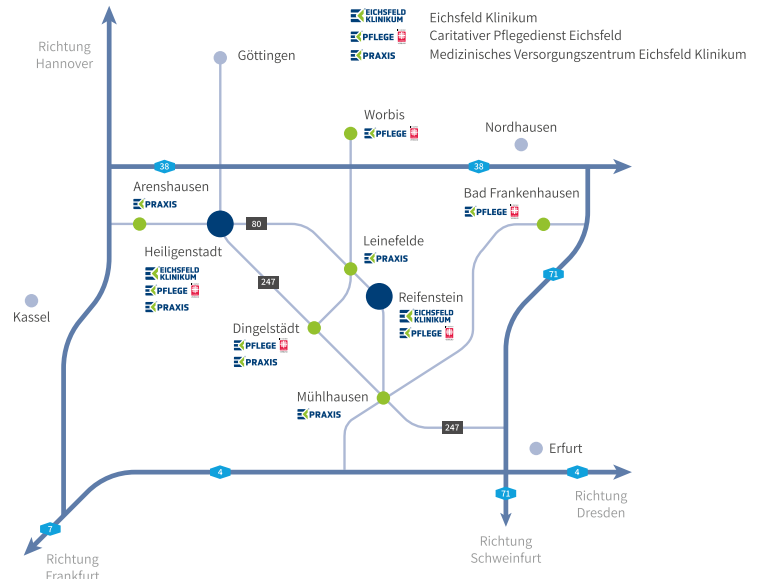 EICHSFELD
KLINIKUM
Eichsfeld Klinikum
PFLEGE
Caritativer Pflegedienst Eichsfeld
PRAXIS
Medizinisches Versorgungszentrum Eichsfeld Klinikum
Richtung
Hannover
Göttingen
Worbis
PFLEGE
Nordhausen
38
38
Arenshausen
PRAXIS
Bad Frankenhausen
PFLEGE
80
Heiligenstadt
EICHSFELD
KLINIKUM
PFLEGE
PRAXIS
Leinefelde
PRAXIS
247
71
Kassel
Reifenstein
EICHSFELD
KLINIKUM
PFLEGE
Dingelstädt
PFLEGE
PRAXIS
Mühlhausen
PRAXIS
247
Erfurt
4
4
71
Richtung
Dresden
7
Richtung
Schweinfurt
Richtung
Frankfurt